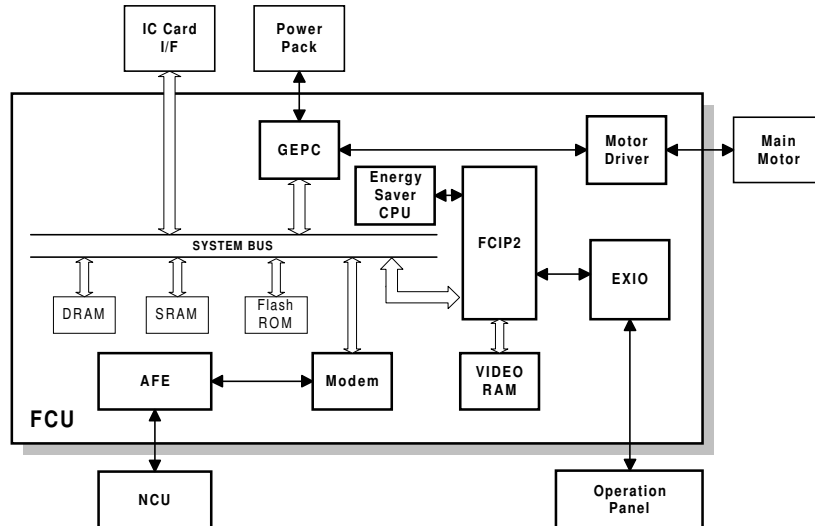 IC Card
I/F
Power
Pack
GEPC
Motor
Driver
Main
Motor
Energy
Saver
CPU
FCIP2
SYSTEM BUS
EXIO
DRAM
SRAM
Flash
ROM
AFE
Modem
VIDEO
RAM
FCU
NCU
Operation
Panel